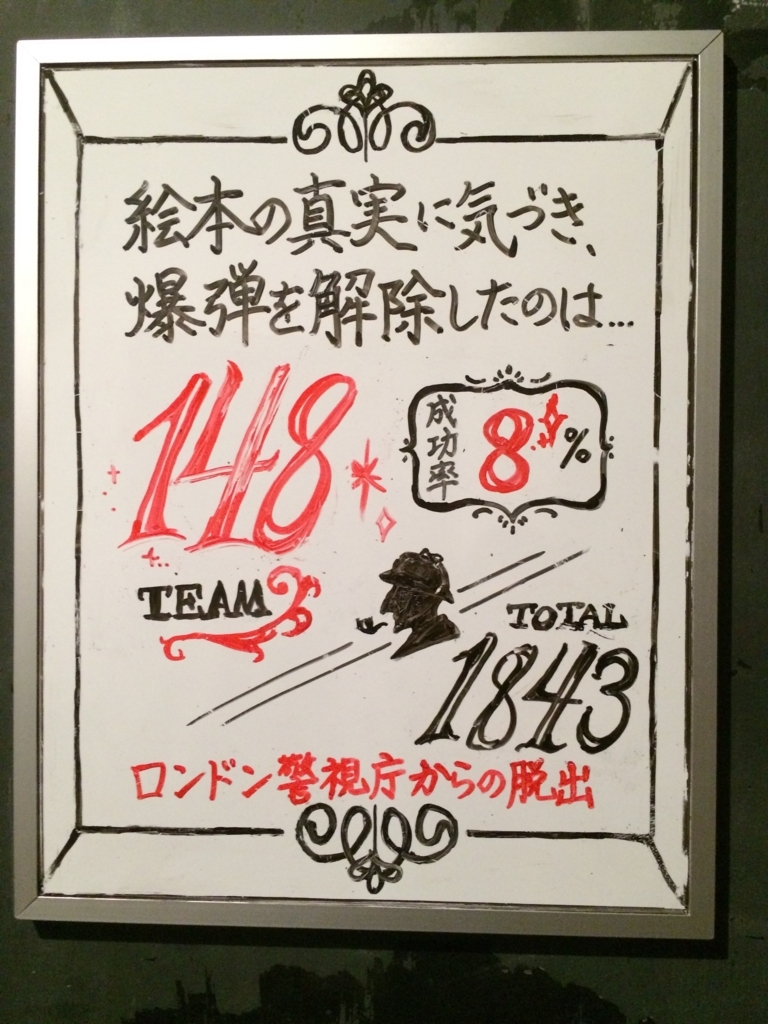 絵本の真実に気づき、
爆弾を解除したのは…
148
成功率 8%
TEAM
TOTAL
1843
ロンドン警視庁からの脱出